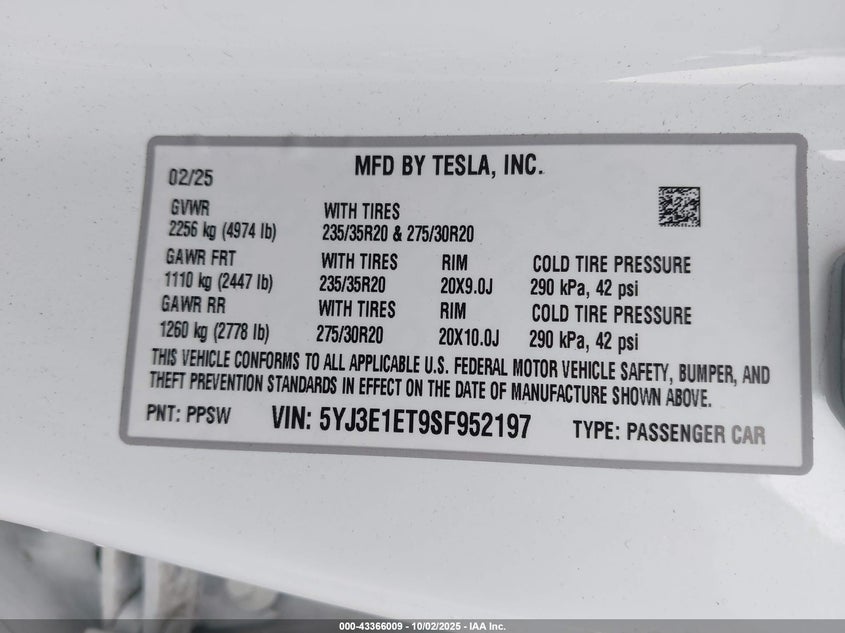 MFD BY TESLA, INC.
02/25
GVWR WITH TIRES
2256 kg (4974 lb) 235/35R20 & 275/30R20
GAWR FRT WITH TIRES RIM COLD TIRE PRESSURE
1110 kg (2447 lb) 235/35R20 20X9.0J 290 kPa, 42 psi
GAWR RR WITH TIRES RIM COLD TIRE PRESSURE
1260 kg (2778 lb) 275/30R20 20X10.0J 290 kPa, 42 psi
THIS VEHICLE CONFORMS TO ALL APPLICABLE U.S. FEDERAL MOTOR VEHICLE SAFETY, BUMPER, AND
THEFT PREVENTION STANDARDS IN EFFECT ON THE DATE OF MANUFACTURE SHOWN ABOVE.
PNT: PPSW VIN: 5YJ3E1ET9SF952197 TYPE: PASSENGER CAR
000-43366009 - 10/02/2025 - IAA Inc.